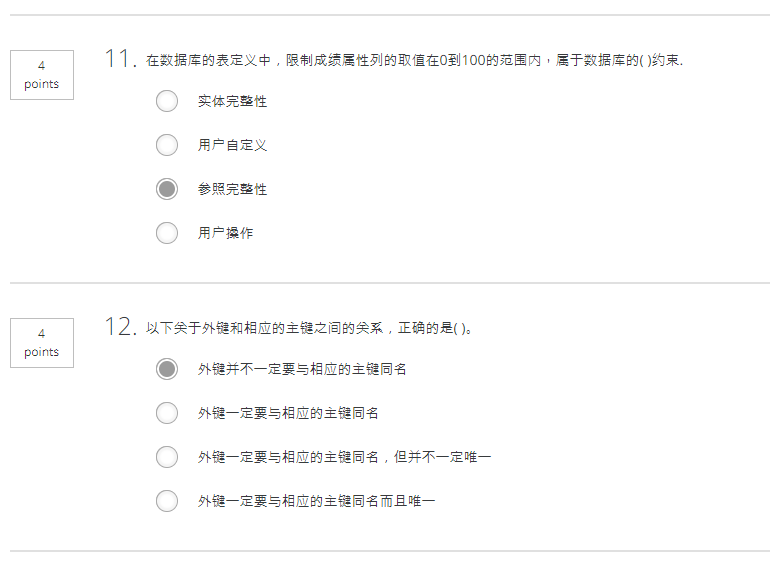 4
points
11. 在数据库的表定义中，限制成绩属性列的取值在0到100的范围内，属于数据库的( )约束.
实体完整性
用户自定义
参照完整性
用户操作
4
points
12. 以下关于外键和相应的主键之间的关系，正确的是( )。
外键并不一定要与相应的主键同名
外键一定要与相应的主键同名
外键一定要与相应的主键同名，但并不一定唯一
外键一定要与相应的主键同名而且唯一